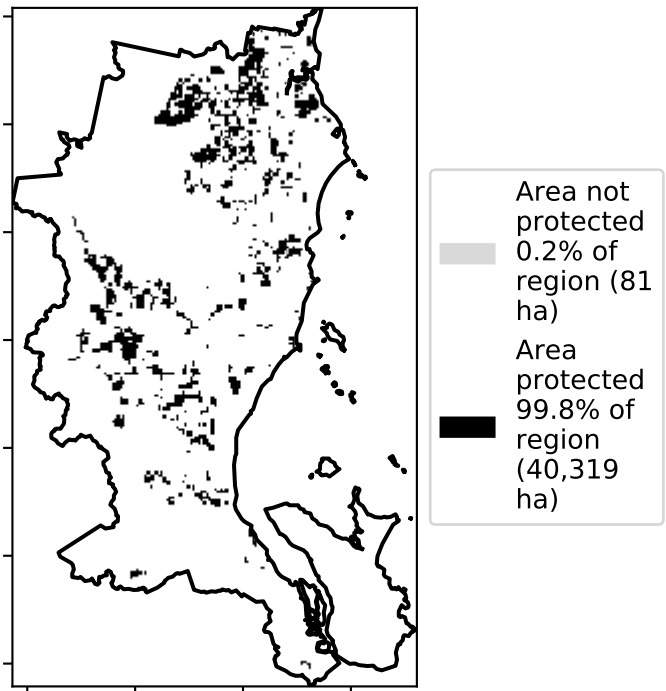 Area not
protected
0.2% of
region (81
ha)
Area
protected
99.8% of
region
(40,319
ha)